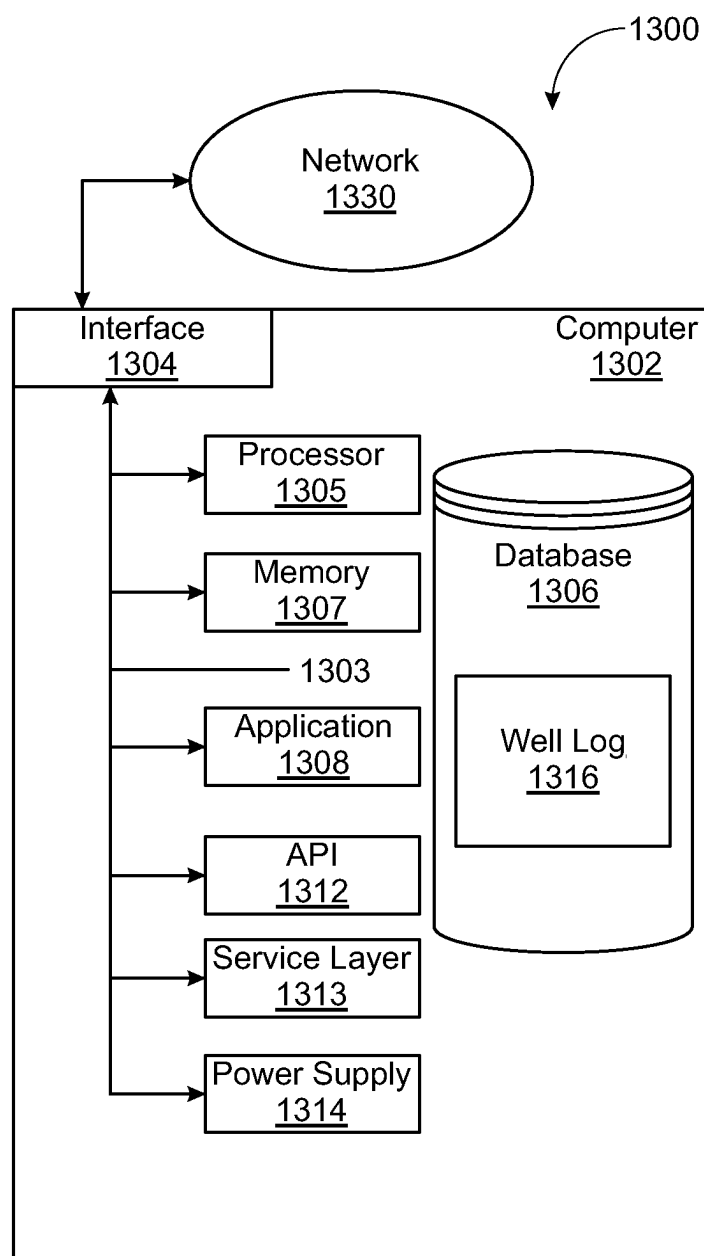 1300
Network
1330
Interface
1304
Computer
1302
Processor
1305
Memory
1307
1303
Application
1308
API
1312
Service Layer
1313
Power Supply
1314
Database
1306
Well Log
1316